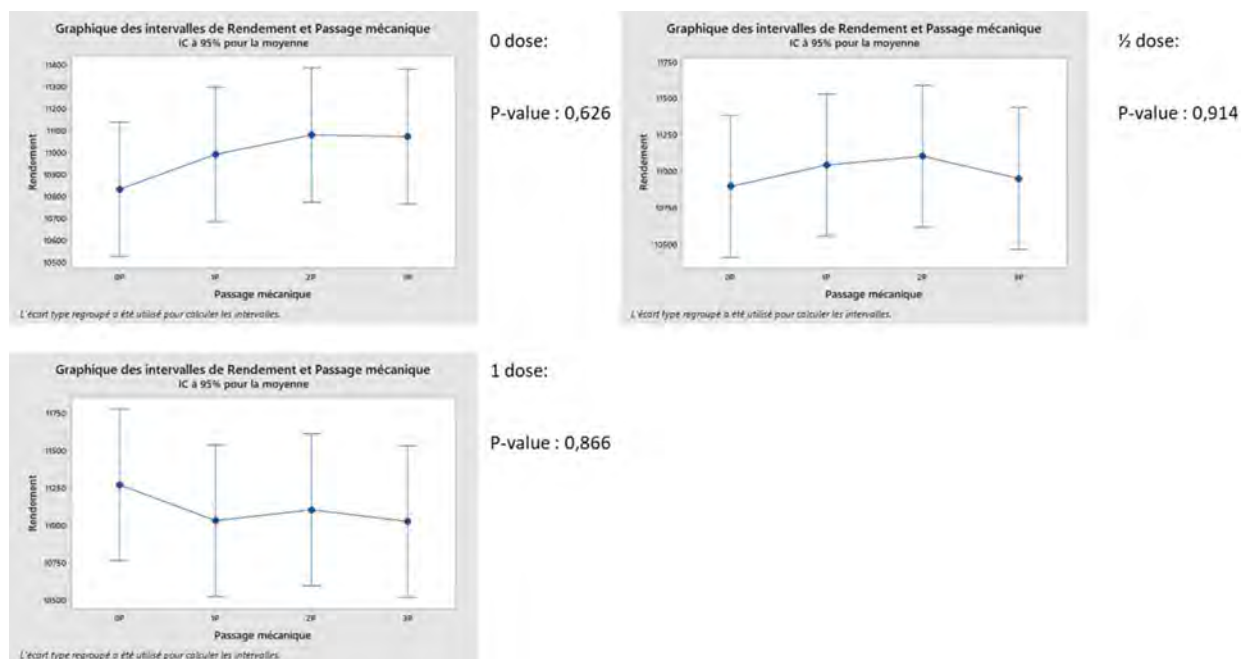 Graphique des intervalles de Rendement et Passage mécanique
IC à 95% pour la moyenne
11400
11300
11200
11100
11000
10900
10800
10700
10600
10500
Rendement
0P
1P
2P
3P
Passage mécanique
L'écart type regroupé a été utilisé pour calculer les intervalles.
0 dose:
P-value : 0,626
Graphique des intervalles de Rendement et Passage mécanique
IC à 95% pour la moyenne
11750
11500
11250
11000
10750
10500
Rendement
0P
1P
2P
3P
Passage mécanique
L'écart type regroupé a été utilisé pour calculer les intervalles.
½ dose:
P-value : 0,914
Graphique des intervalles de Rendement et Passage mécanique
IC à 95% pour la moyenne
11750
11500
11250
11000
10750
10500
Rendement
0P
1P
2P
3P
Passage mécanique
L'écart type regroupé a été utilisé pour calculer les intervalles.
1 dose:
P-value : 0,866